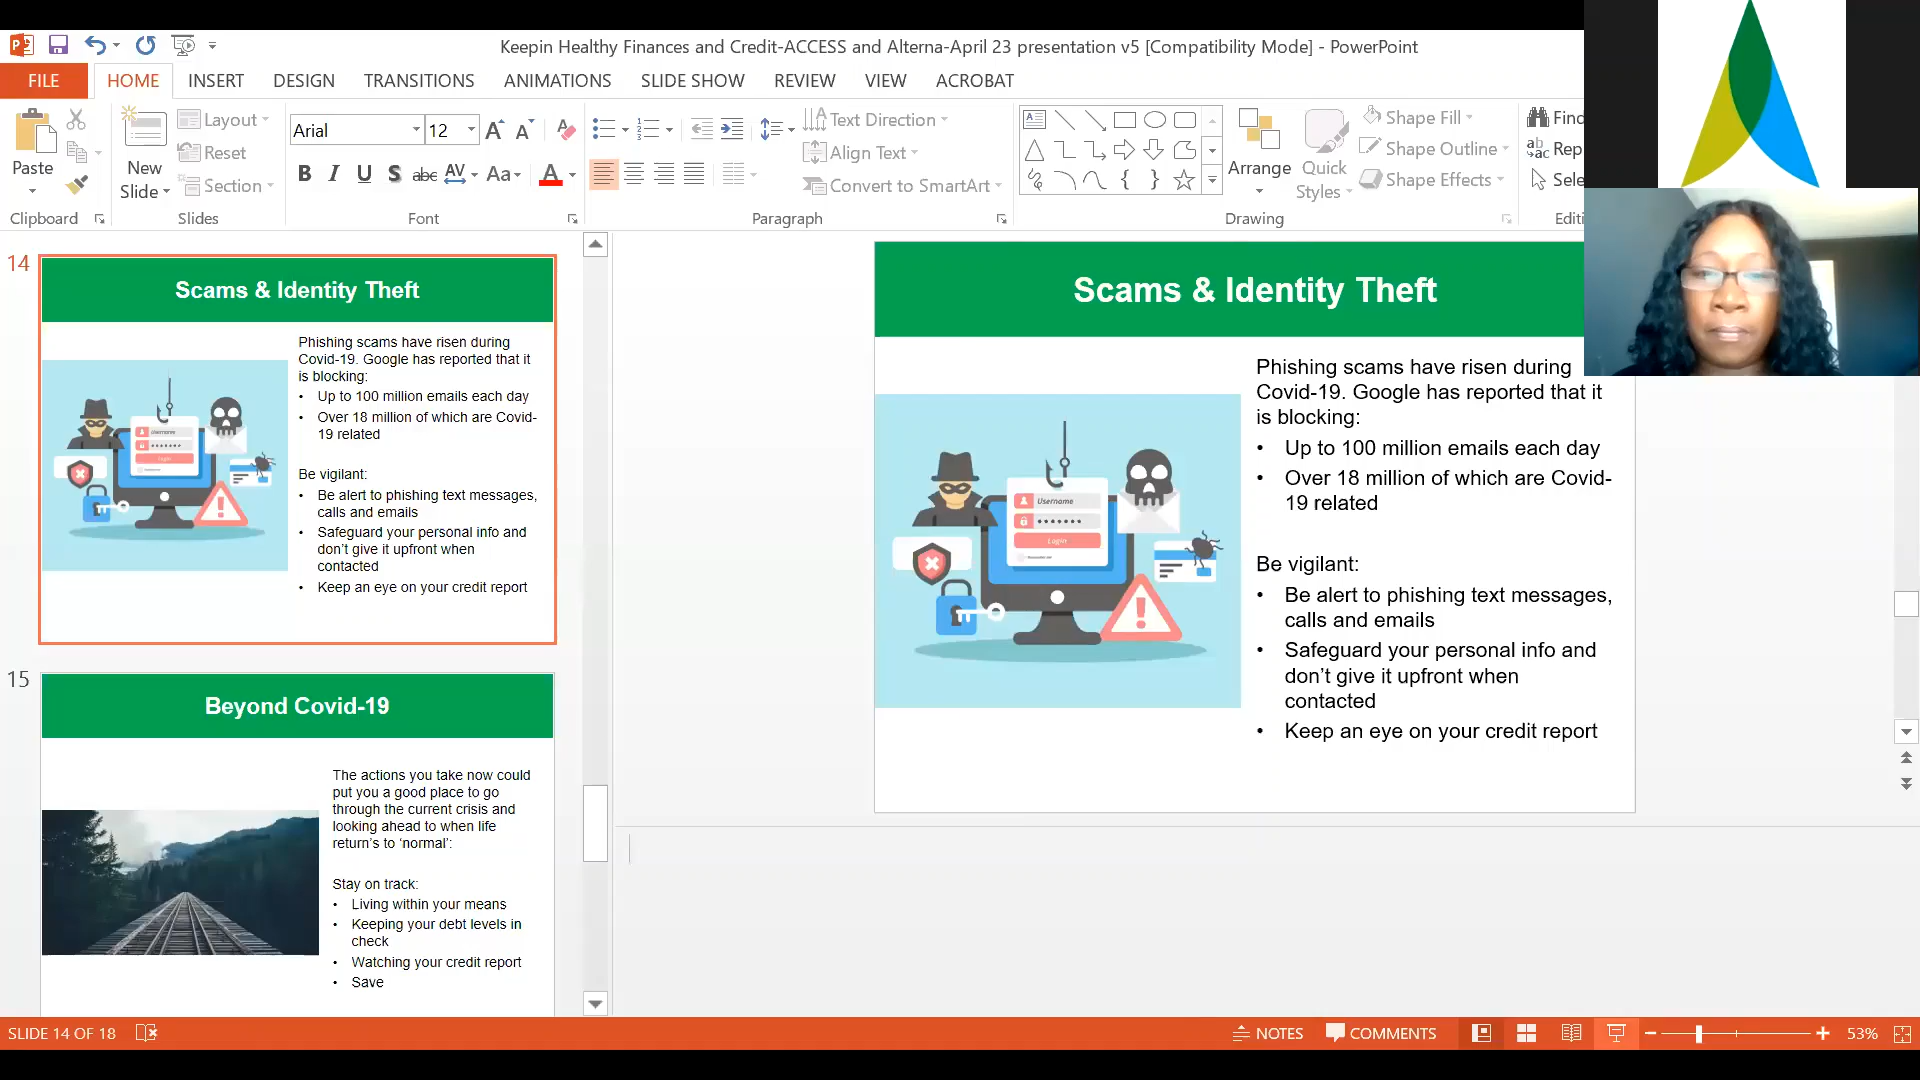 Keepin Healthy Finances and Credit-ACCESS and Alterna-April 23 presentation v5 [Compatibility Mode] - PowerPoint
FILE HOME INSERT DESIGN TRANSITIONS ANIMATIONS SLIDE SHOW REVIEW VIEW ACROBAT
Paste
New
Slide
Layout
Reset
Section
Arial 12
B I U S abc AV Aa A
Text Direction
Align Text
Convert to SmartArt
Arrange
Quick
Styles
Shape Fill
Shape Outline
Shape Effects
Find
Rep
Sele
Clipboard Slides Font Paragraph Drawing Editi
14
Scams & Identity Theft
Phishing scams have risen during
Covid-19. Google has reported that it
is blocking:
• Up to 100 million emails each day
• Over 18 million of which are Covid-
19 related
Be vigilant:
• Be alert to phishing text messages,
calls and emails
• Safeguard your personal info and
don’t give it upfront when
contacted
• Keep an eye on your credit report
Username
Login
15
Beyond Covid-19
The actions you take now could
put you a good place to go
through the current crisis and
looking ahead to when life
return’s to ‘normal’:
Stay on track:
• Living within your means
• Keeping your debt levels in
check
• Watching your credit report
• Save
Scams & Identity Theft
Phishing scams have risen during
Covid-19. Google has reported that it
is blocking:
• Up to 100 million emails each day
• Over 18 million of which are Covid-
19 related
Be vigilant:
• Be alert to phishing text messages,
calls and emails
• Safeguard your personal info and
don’t give it upfront when
contacted
• Keep an eye on your credit report
Username
Login
SLIDE 14 OF 18 NOTES COMMENTS 53%